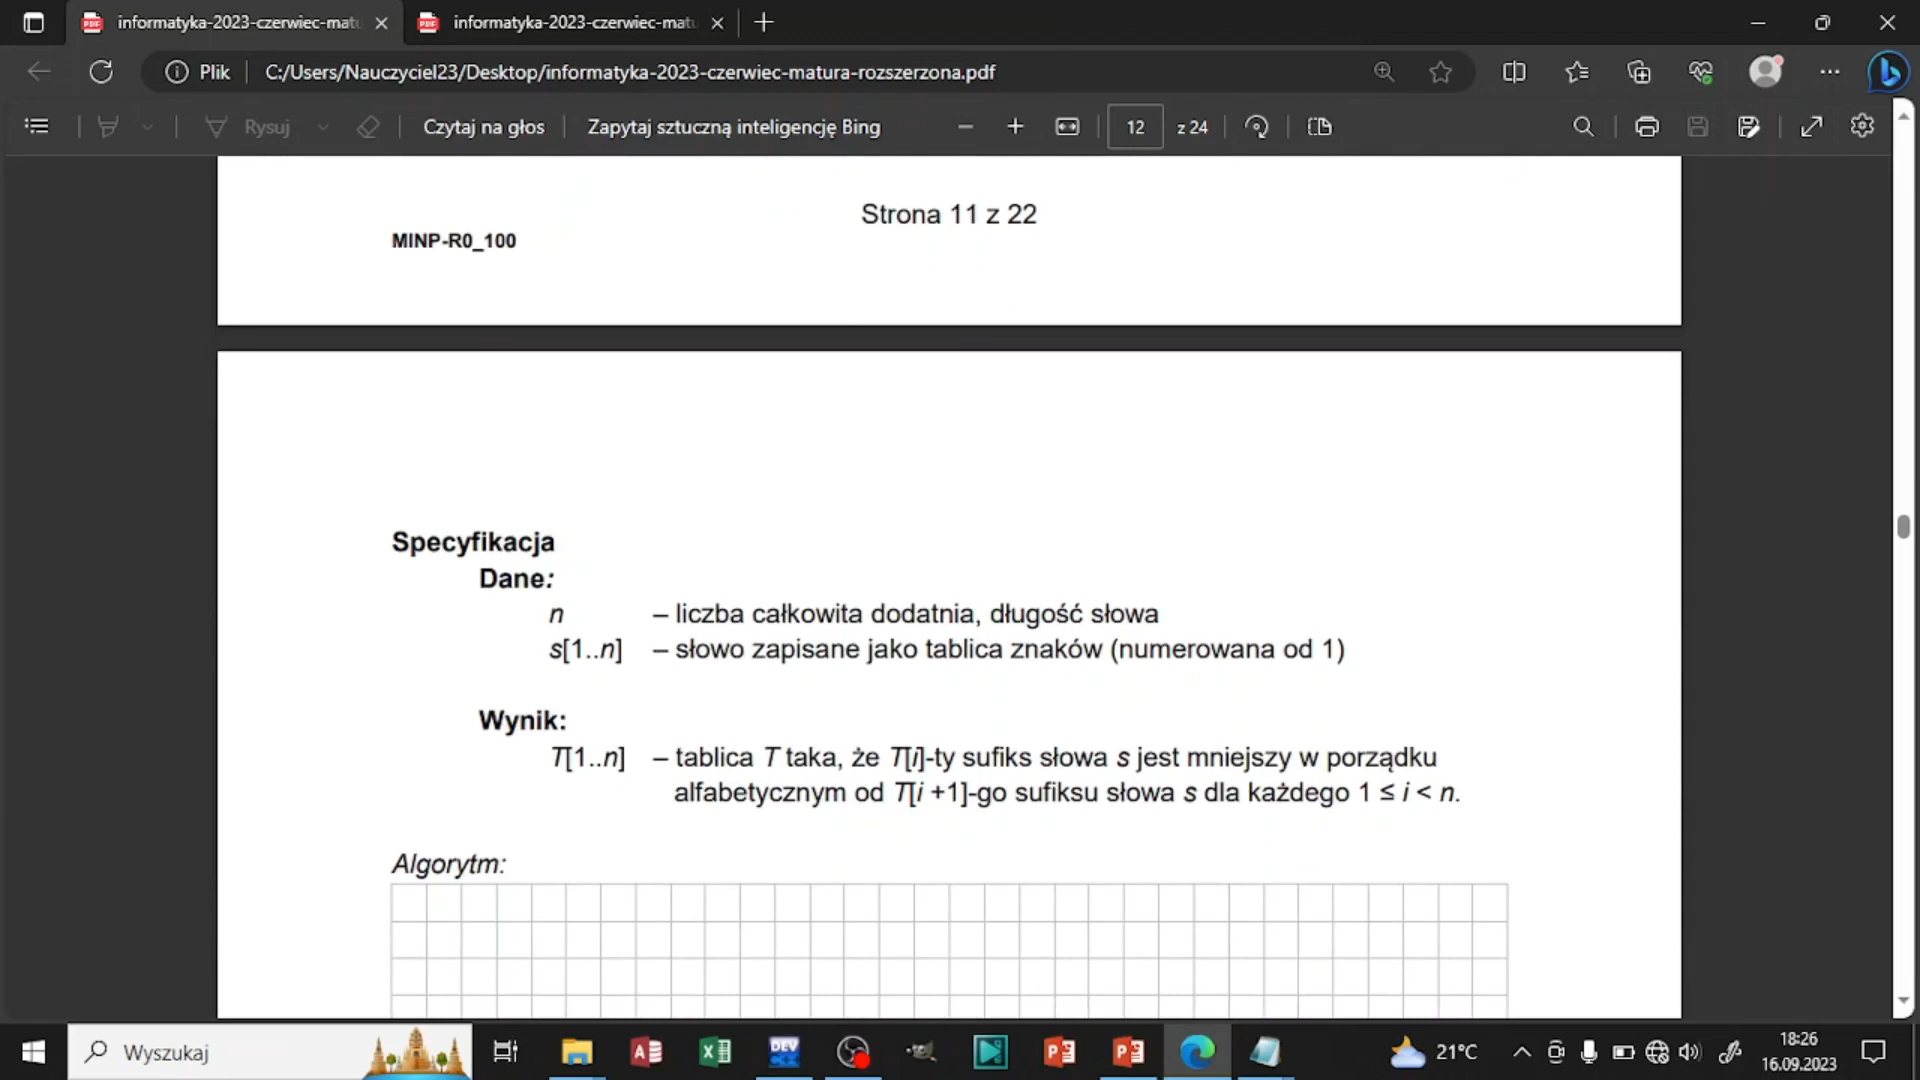 informatyka-2023-czerwiec-matu
informatyka-2023-czerwiec-matu
Plik
C:/Users/Nauczyciel23/Desktop/informatyka-2023-czerwiec-matura-rozszerzona.pdf
Rysuj
Czytaj na głos
Zapytaj sztuczną inteligencję Bing
12
z 24
Strona 11 z 22
MINP-R0_100
Specyfikacja
Dane:
n – liczba całkowita dodatnia, długość słowa
s[1..n] – słowo zapisane jako tablica znaków (numerowana od 1)
Wynik:
T[1..n] – tablica T taka, że T[i]-ty sufiks słowa s jest mniejszy w porządku
alfabetycznym od T[i +1]-go sufiksu słowa s dla każdego 1 ≤ i < n.
Algorytm:
Wyszukaj
DEV
21°C
18:26
16.09.2023